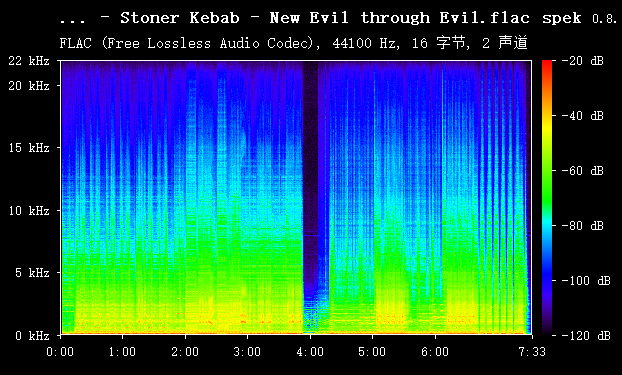 ... - Stoner Kebab - New Evil through Evil.flac spek 0.8.
FLAC (Free Lossless Audio Codec), 44100 Hz, 16 字节, 2 声道
22 kHz
20 kHz
15 kHz
10 kHz
5 kHz
0 kHz
0:00 1:00 2:00 3:00 4:00 5:00 6:00 7:33
-20 dB
-40 dB
-60 dB
-80 dB
-100 dB
-120 dB